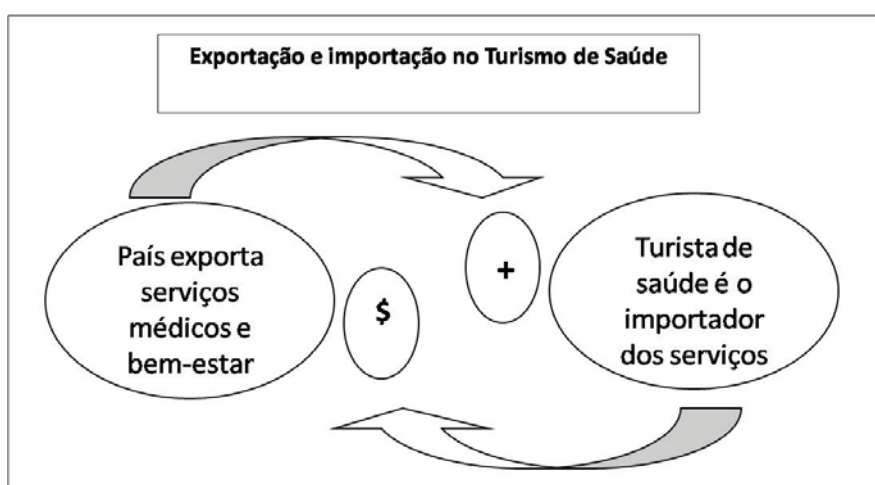 Exportação e importação no Turismo de Saúde
País exporta
serviços
médicos e
bem-estar
$
+
Turista de
saúde é o
importador
dos serviços